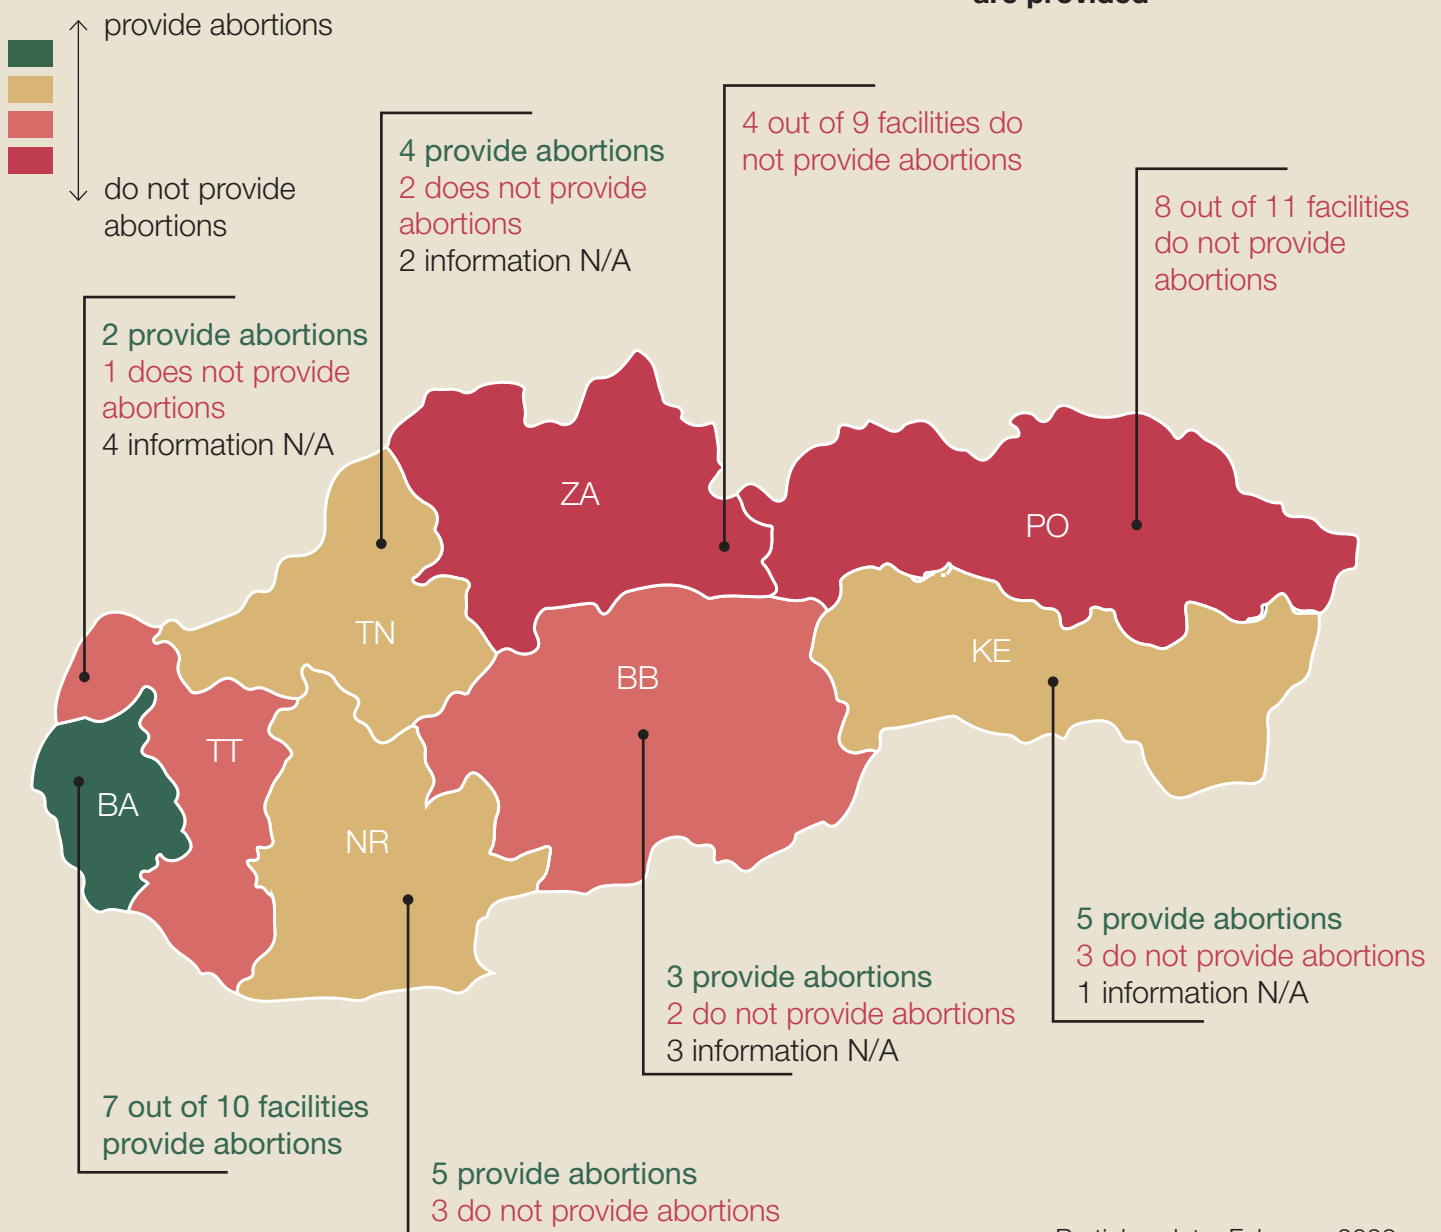 are provided
provide abortions
do not provide
abortions
4 provide abortions
2 does not provide
abortions
2 information N/A
4 out of 9 facilities do
not provide abortions
8 out of 11 facilities
do not provide
abortions
2 provide abortions
1 does not provide
abortions
4 information N/A
ZA
PO
TN
KE
BB
TT
BA
NR
5 provide abortions
3 do not provide abortions
1 information N/A
3 provide abortions
2 do not provide abortions
3 information N/A
7 out of 10 facilities
provide abortions
5 provide abortions
3 do not provide abortions